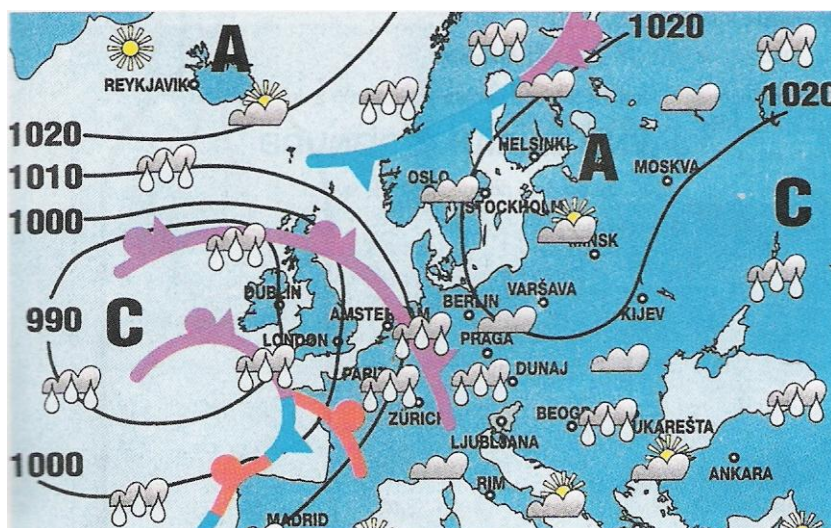 A
1020
REYKJAVIK
1020
1020
HELSINKI
1010
OSLO
A
MOSKVA
1000
STOCKHOLM
C
MINSK
990
C
DUBLIN
AMSTERDAM
BERLIN
VARŠAVA
KIJEV
LONDON
PRAGA
PARIZ
DUNAJ
ZÜRICH
BEOGRAD
BUKAREŠTA
LJUBLJANA
1000
ANKARA
RIM
MADRID